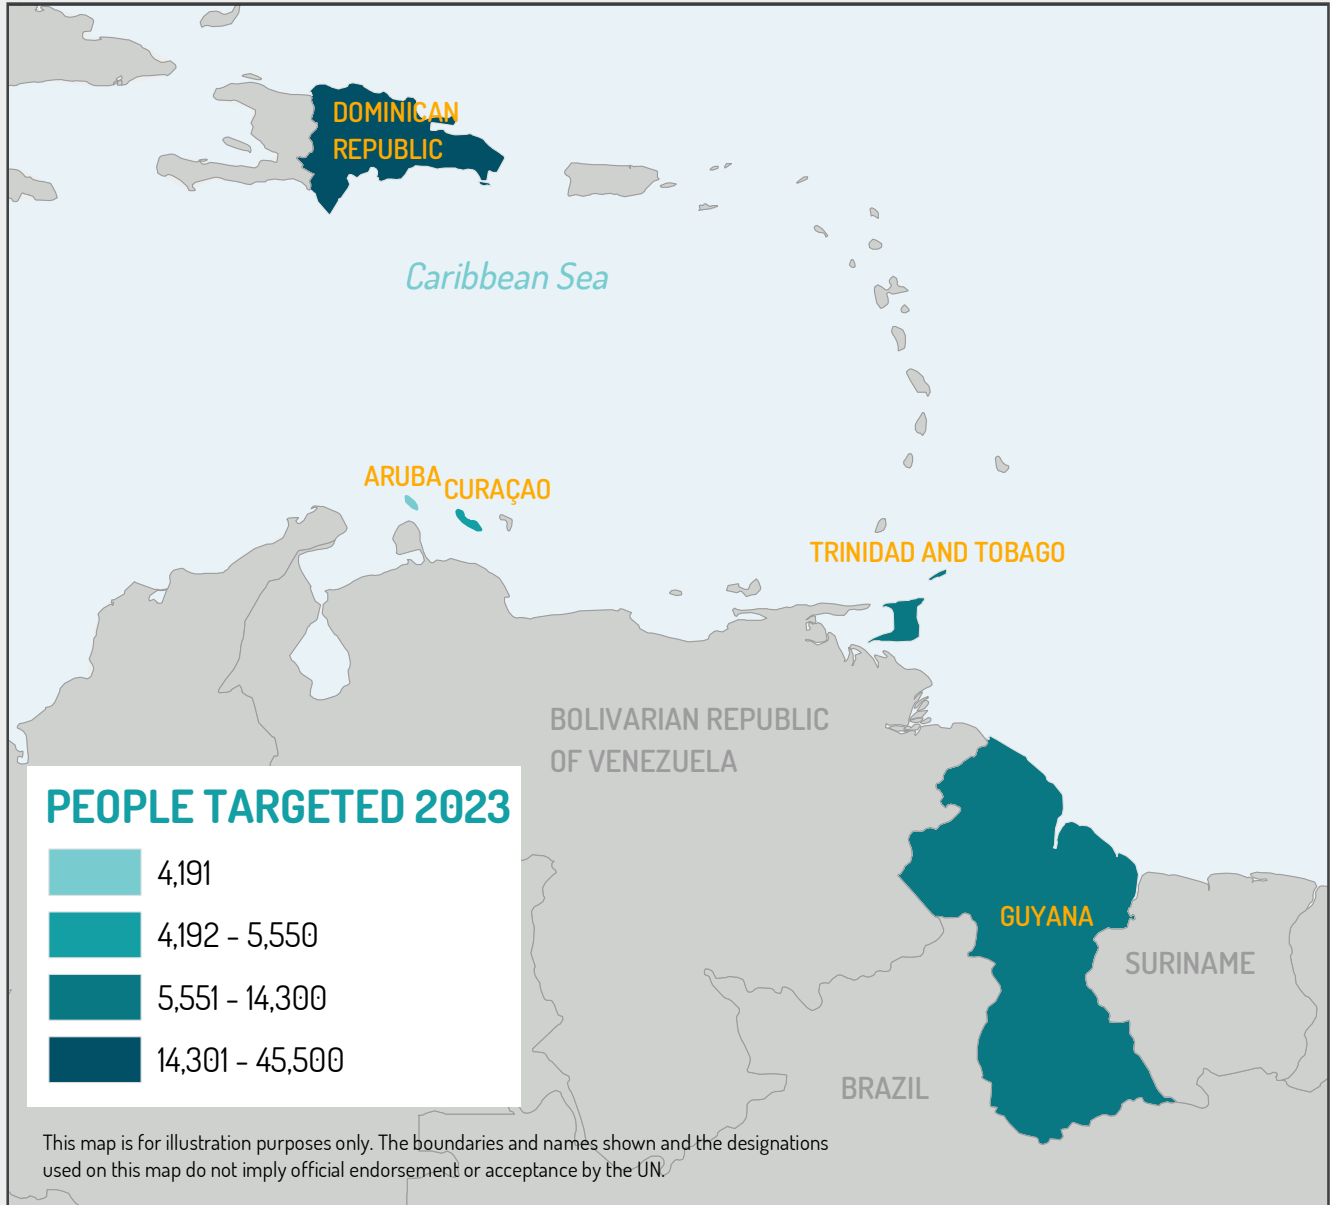 DOMINICAN
REPUBLIC
Caribbean Sea
ARUBA
CURAÇAO
TRINIDAD AND TOBAGO
BOLIVARIAN REPUBLIC
OF VENEZUELA
GUYANA
SURINAME
BRAZIL
PEOPLE TARGETED 2023
4,191
4,192 - 5,550
5,551 - 14,300
14,301 - 45,500
This map is for illustration purposes only. The boundaries and names shown and the designations
used on this map do not imply official endorsement or acceptance by the UN.